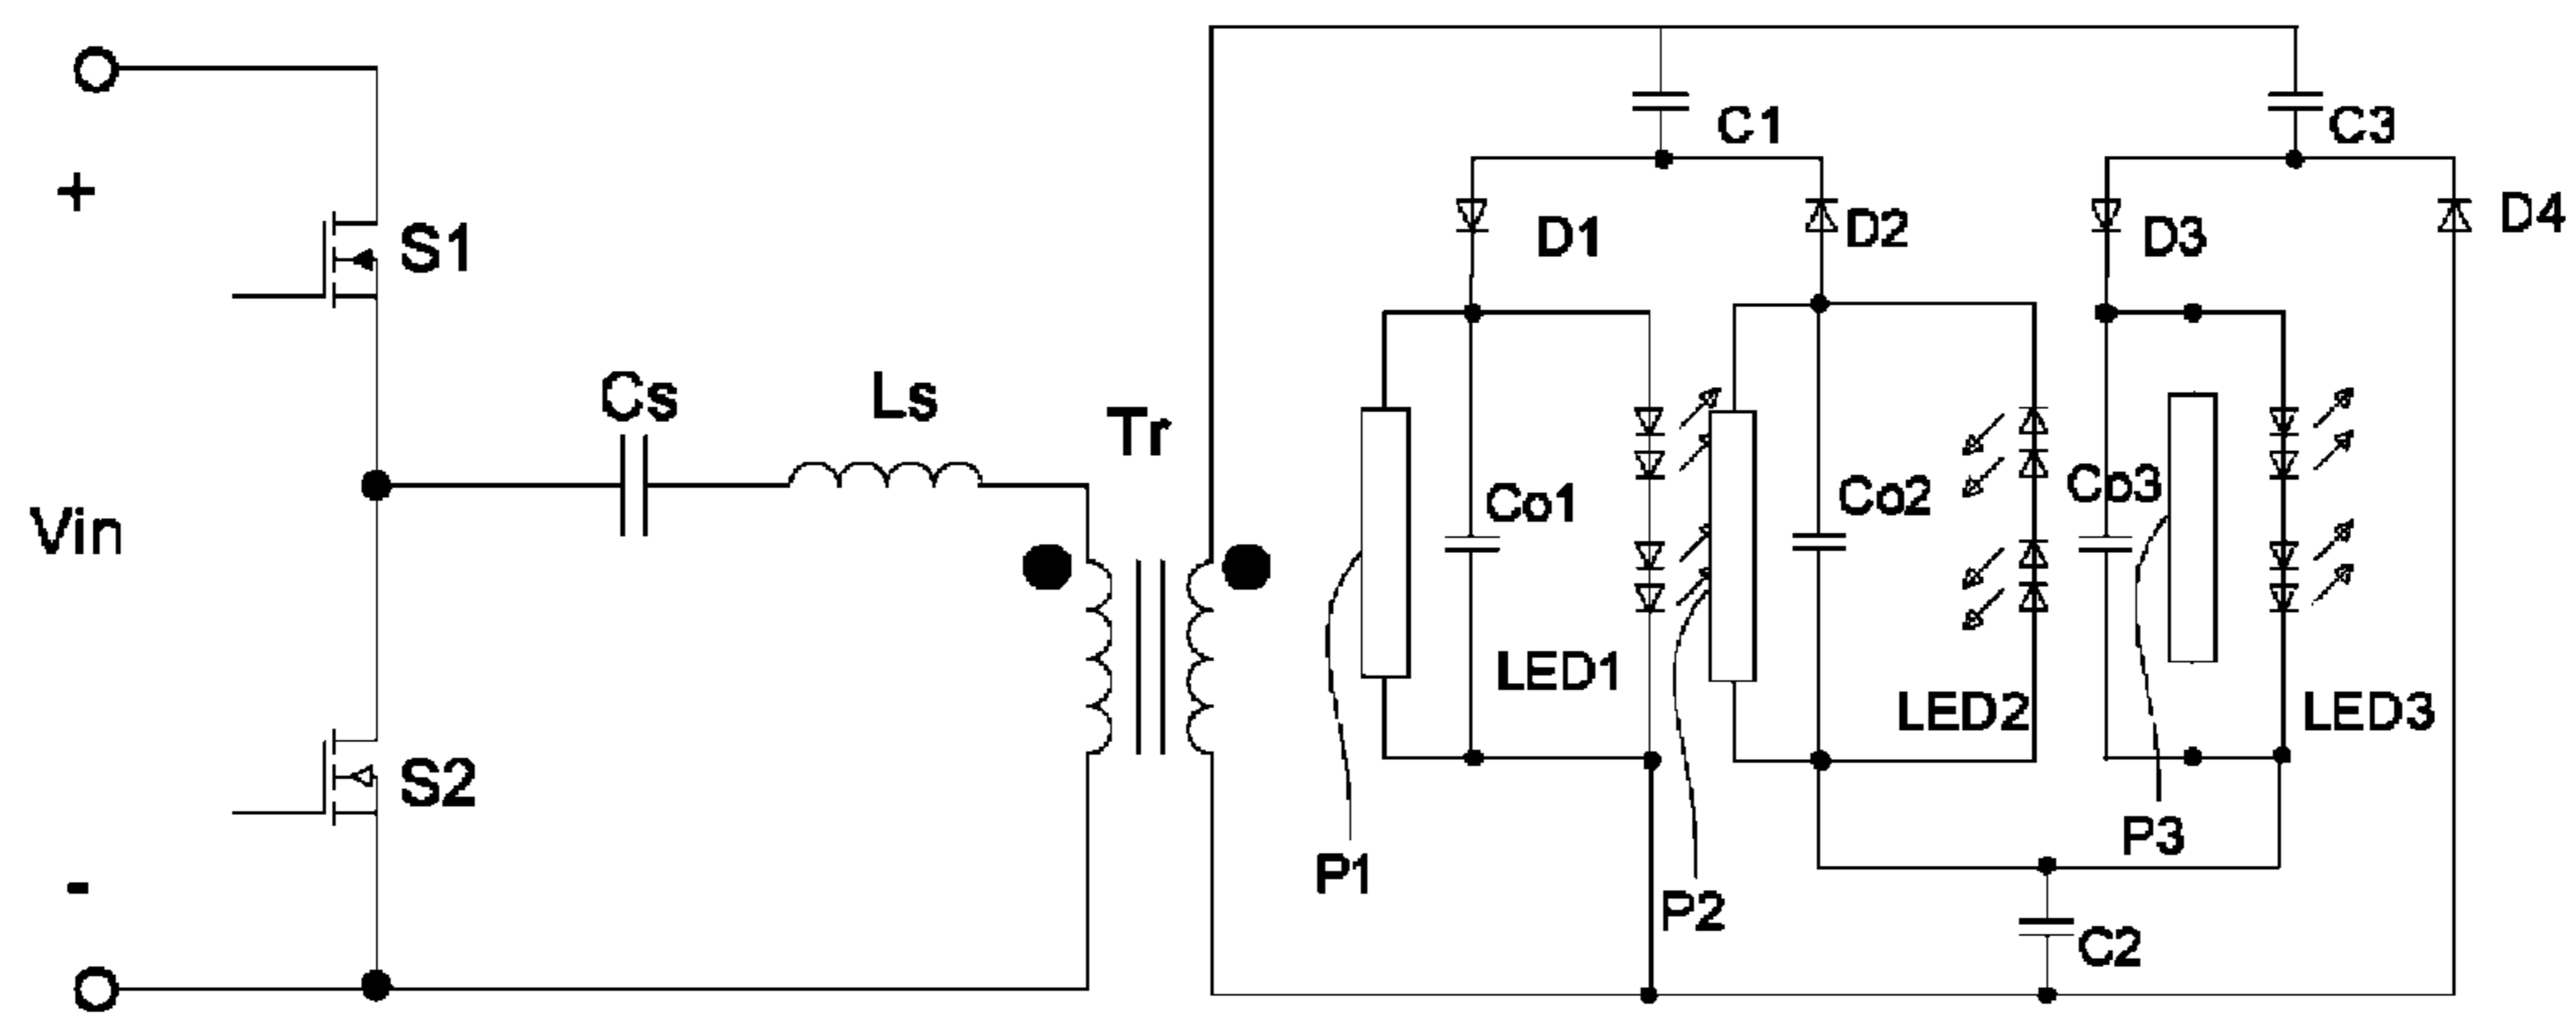 +
Vin
-
S1
S2
Cs
Ls
Tr
C1
C3
D1
D2
D3
D4
Co1
Co2
Co3
LED1
LED2
LED3
P1
P2
P3
C2